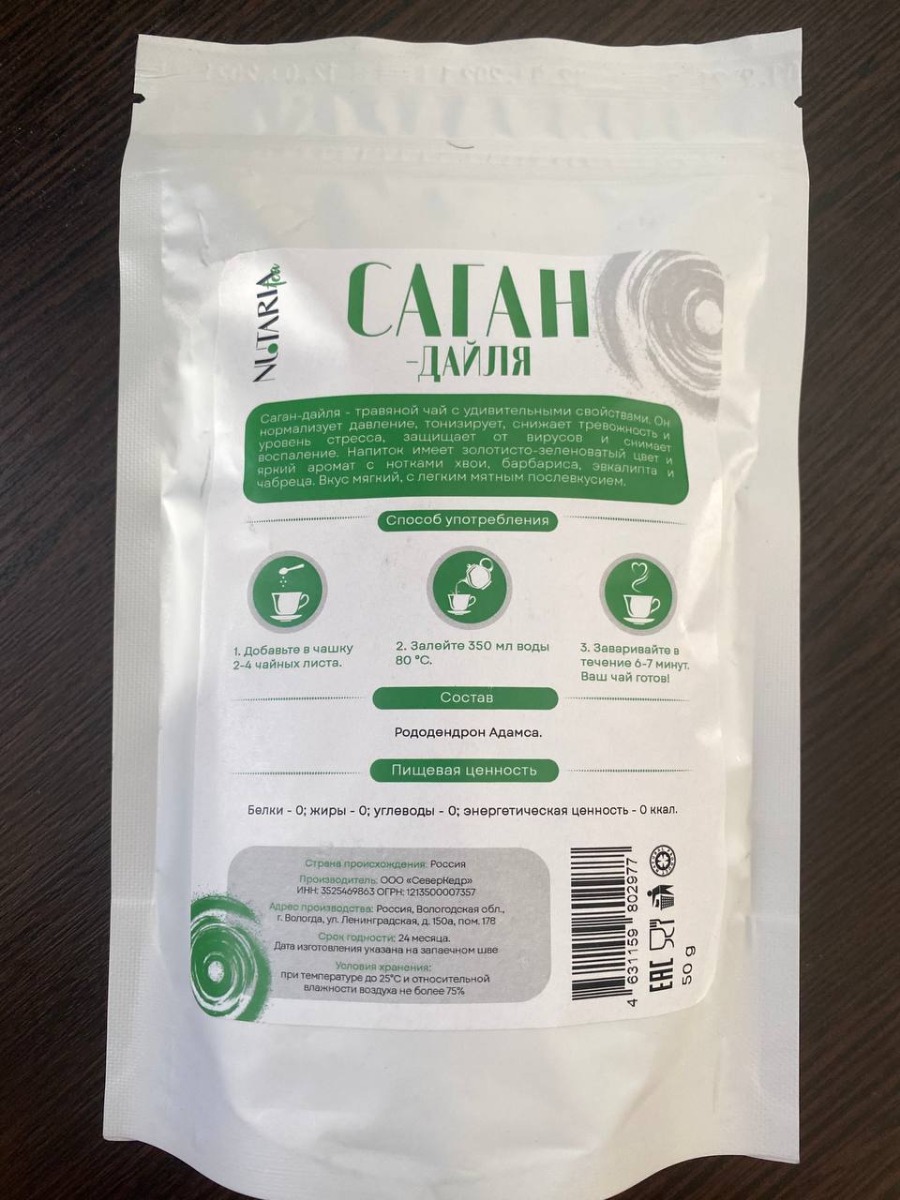 NUTARIA
tea
САГАН
-ДАЙЛЯ
Саган-дайля - травяной чай с удивительными свойствами. Он
нормализует давление, тонизирует, снижает тревожность и
уровень стресса, защищает от вирусов и снимает
воспаление. Напиток имеет золотисто-зеленоватый цвет и
яркий аромат с нотками хвои, барбариса, эвкалипта и
чабреца. Вкус мягкий, с легким мятным послевкусием.
Способ употребления
1. Добавьте в чашку
2-4 чайных листа.
2. Залейте 350 мл воды
80 °С.
3. Заваривайте в
течение 6-7 минут.
Ваш чай готов!
Состав
Рододендрон Адамса.
Пищевая ценность
Белки - 0; жиры - 0; углеводы - 0; энергетическая ценность - 0 ккал.
Страна происхождения: Россия
Производитель: ООО «СеверКедр»
ИНН: 3525469863 ОГРН: 1213500007357
Адрес производства: Россия, Вологодская обл.,
г. Вологда, ул. Ленинградская, д. 150а, пом. 178
Срок годности: 24 месяца.
Дата изготовления указана на запаечном шве
Условия хранения:
при температуре до 25°С и относительной
влажности воздуха не более 75%
4 631159 802977
EAC
50 g